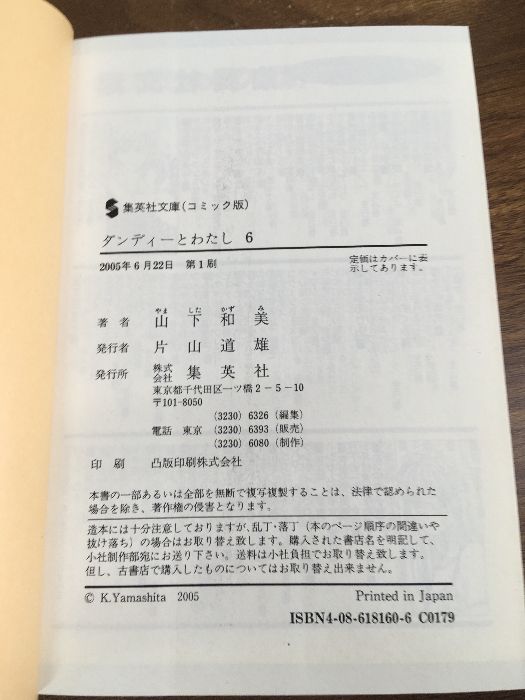 集英社文庫(コミック版)
ダンディーとわたし 6
2005年6月22日 第1刷
定価はカバーに表
示してあります。
やま した かず み
著者 山下和美
発行者 片山道雄
発行所 株式会社 集英社
東京都千代田区一ツ橋2-5-10
〒101-8050
(3230) 6326 (編集)
電話 東京 (3230) 6393 (販売)
(3230) 6080 (制作)
印刷 凸版印刷株式会社
本書の一部あるいは全部を無断で複写複製することは、法律で認められた
場合を除き、著作権の侵害となります。
造本には十分注意しておりますが、乱丁・落丁(本のページ順序の間違いや
抜け落ち)の場合はお取り替え致します。購入された書店名を明記して、
小社制作部宛にお送り下さい。送料は小社負担でお取り替え致します。
但し、古書店で購入したものについてはお取り替え出来ません。
© K.Yamashita 2005
Printed in Japan
ISBN4-08-618160-6 C0179